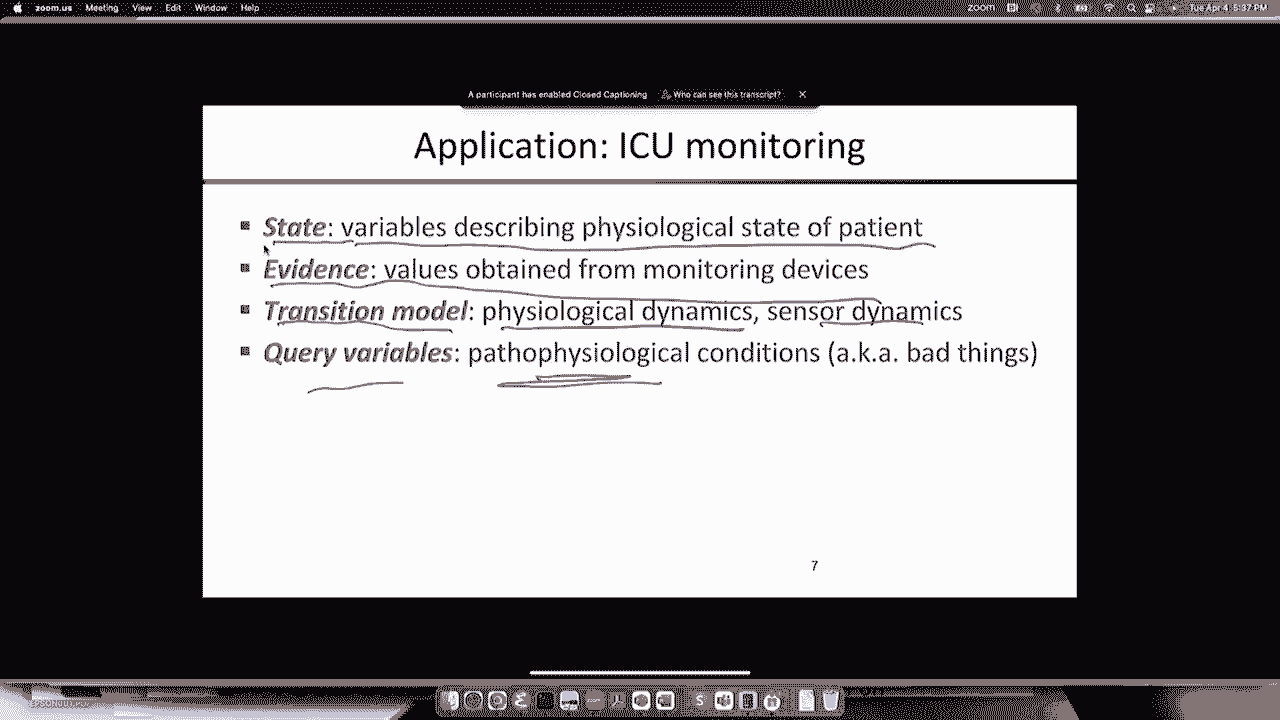 zoom.us Meeting View Edit Window Help zoom Tue Apr 4 5:37 PM
A participant has enabled Closed Captioning Who can see this transcript?
Application: ICU monitoring
State: variables describing physiological state of patient
Evidence: values obtained from monitoring devices
Transition model: physiological dynamics, sensor dynamics
Query variables: pathophysiological conditions (a.k.a. bad things)
7